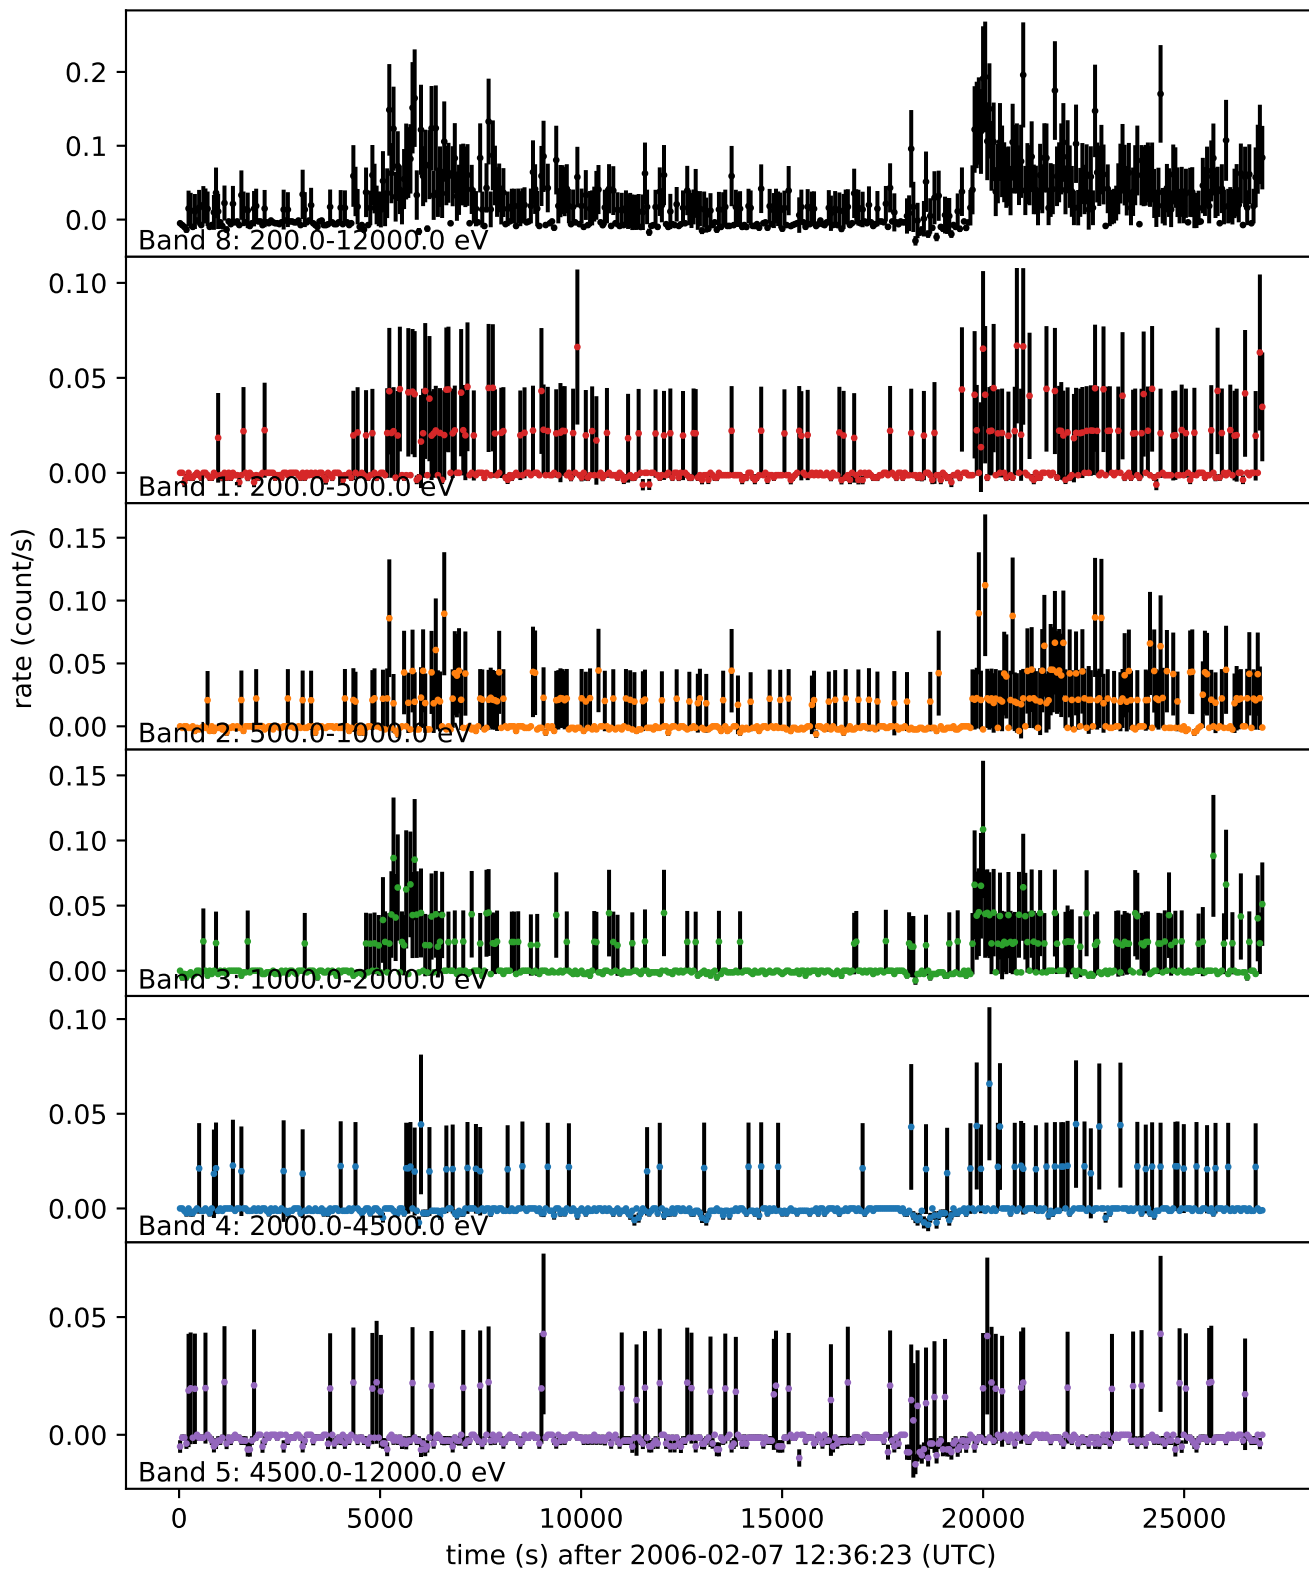 0.2
0.1
0.0
Band 8: 200.0-12000.0 eV
0.10
0.05
0.00
Band 1: 200.0-500.0 eV
rate (count/s)
0.15
0.10
0.05
0.00
Band 2: 500.0-1000.0 eV
0.15
0.10
0.05
0.00
Band 3: 1000.0-2000.0 eV
0.10
0.05
0.00
Band 4: 2000.0-4500.0 eV
0.05
0.00
Band 5: 4500.0-12000.0 eV
0 5000 10000 15000 20000 25000
time (s) after 2006-02-07 12:36:23 (UTC)